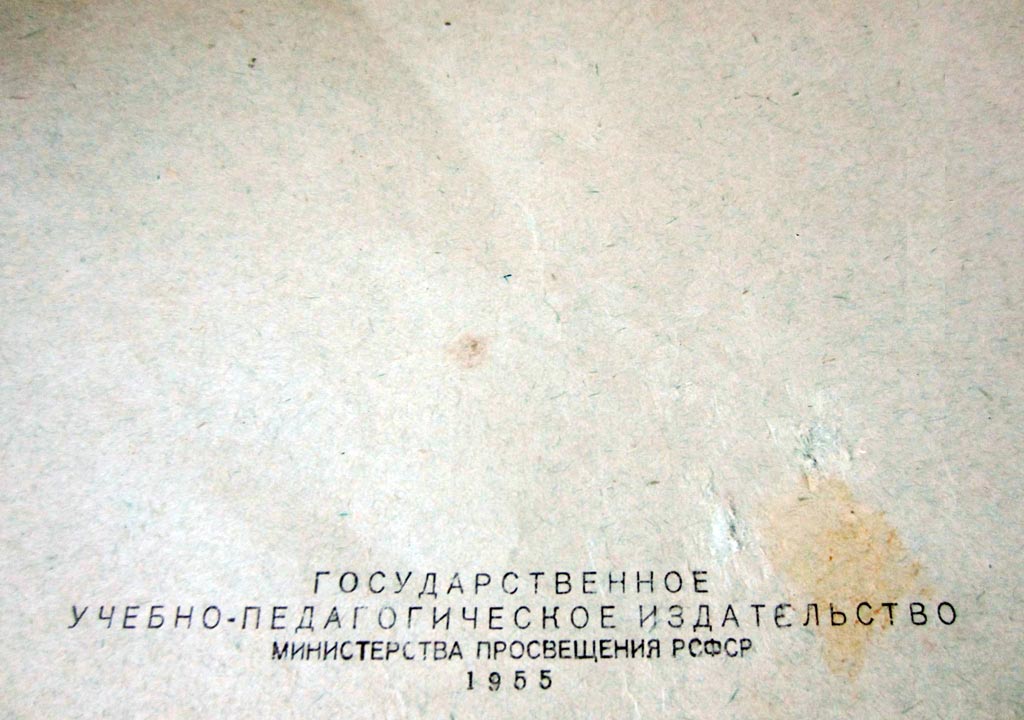 ГОСУДАРСТВЕННОЕ
УЧЕБНО-ПЕДАГОГИЧЕСКОЕ ИЗДАТЕЛЬСТВО
МИНИСТЕРСТВА ПРОСВЕЩЕНИЯ РСФСР
1955